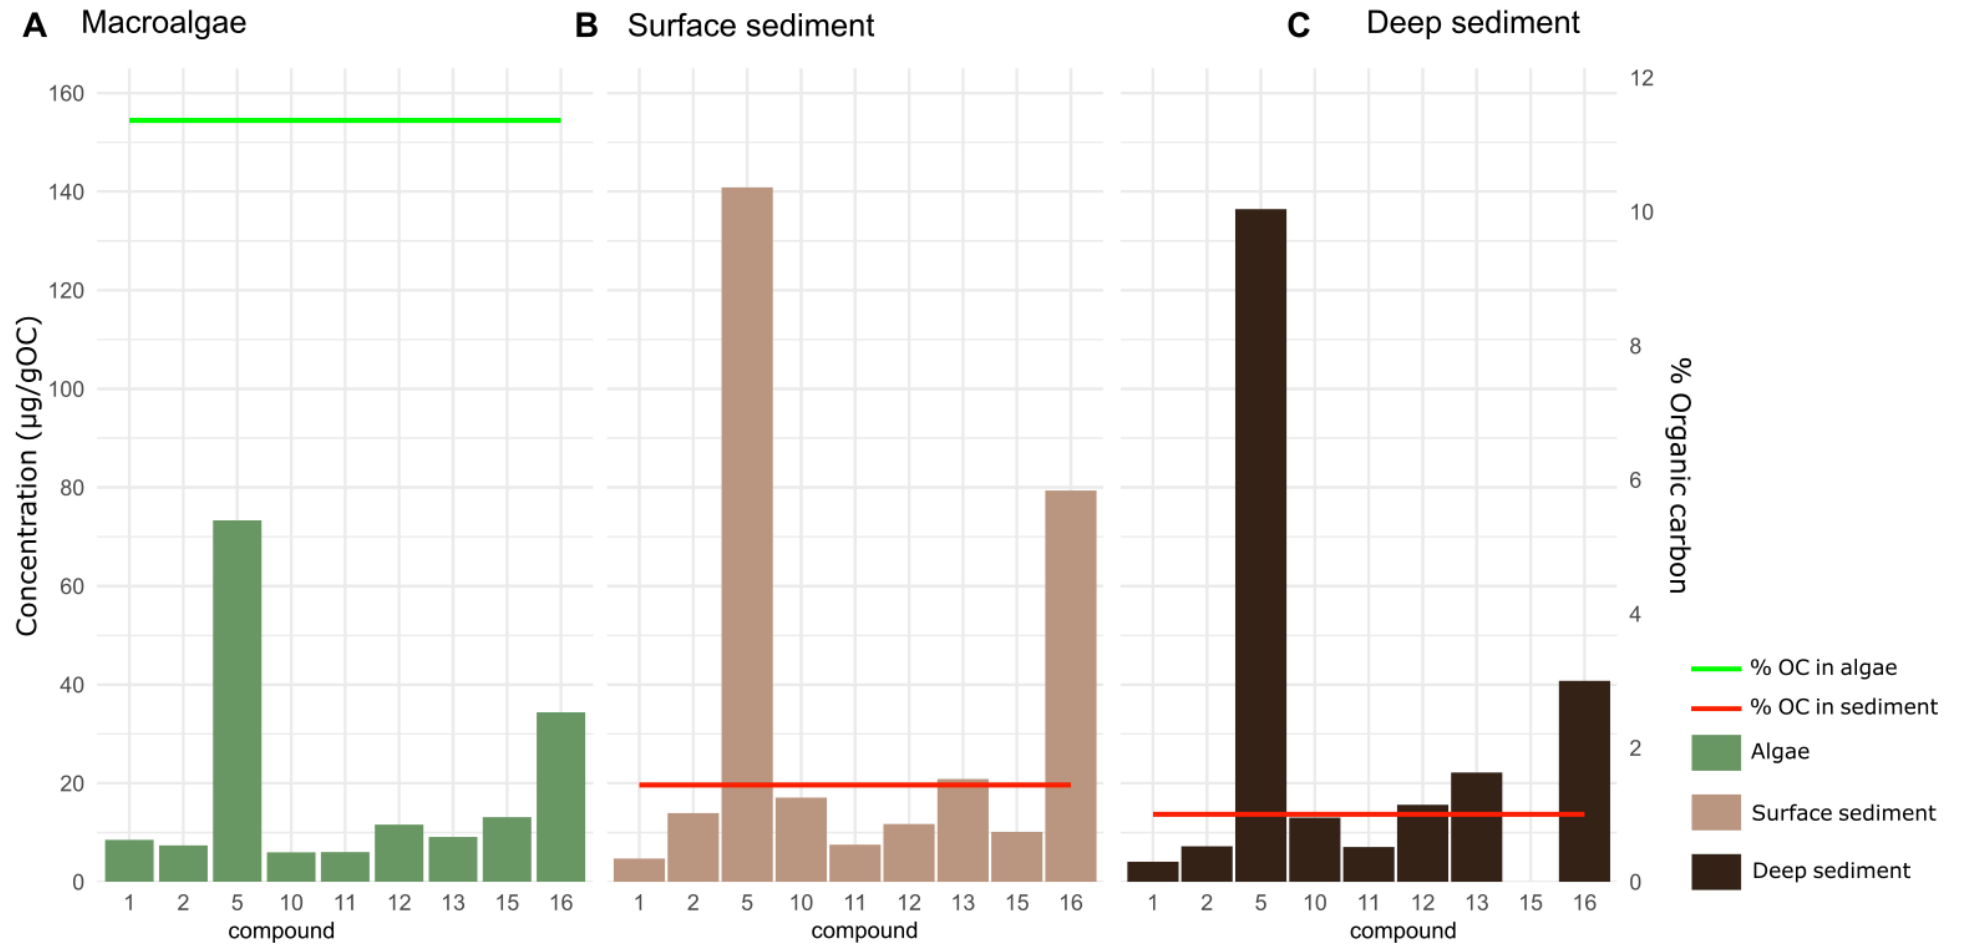 A Macroalgae
B Surface sediment
C Deep sediment
Concentration (µg/gOC)
160
140
120
100
80
60
40
20
0
1 2 5 10 11 12 13 15 16
compound
1 2 5 10 11 12 13 15 16
compound
1 2 5 10 11 12 13 15 16
compound
12
10
8
6
4
2
0
% Organic carbon
% OC in algae
% OC in sediment
Algae
Surface sediment
Deep sediment